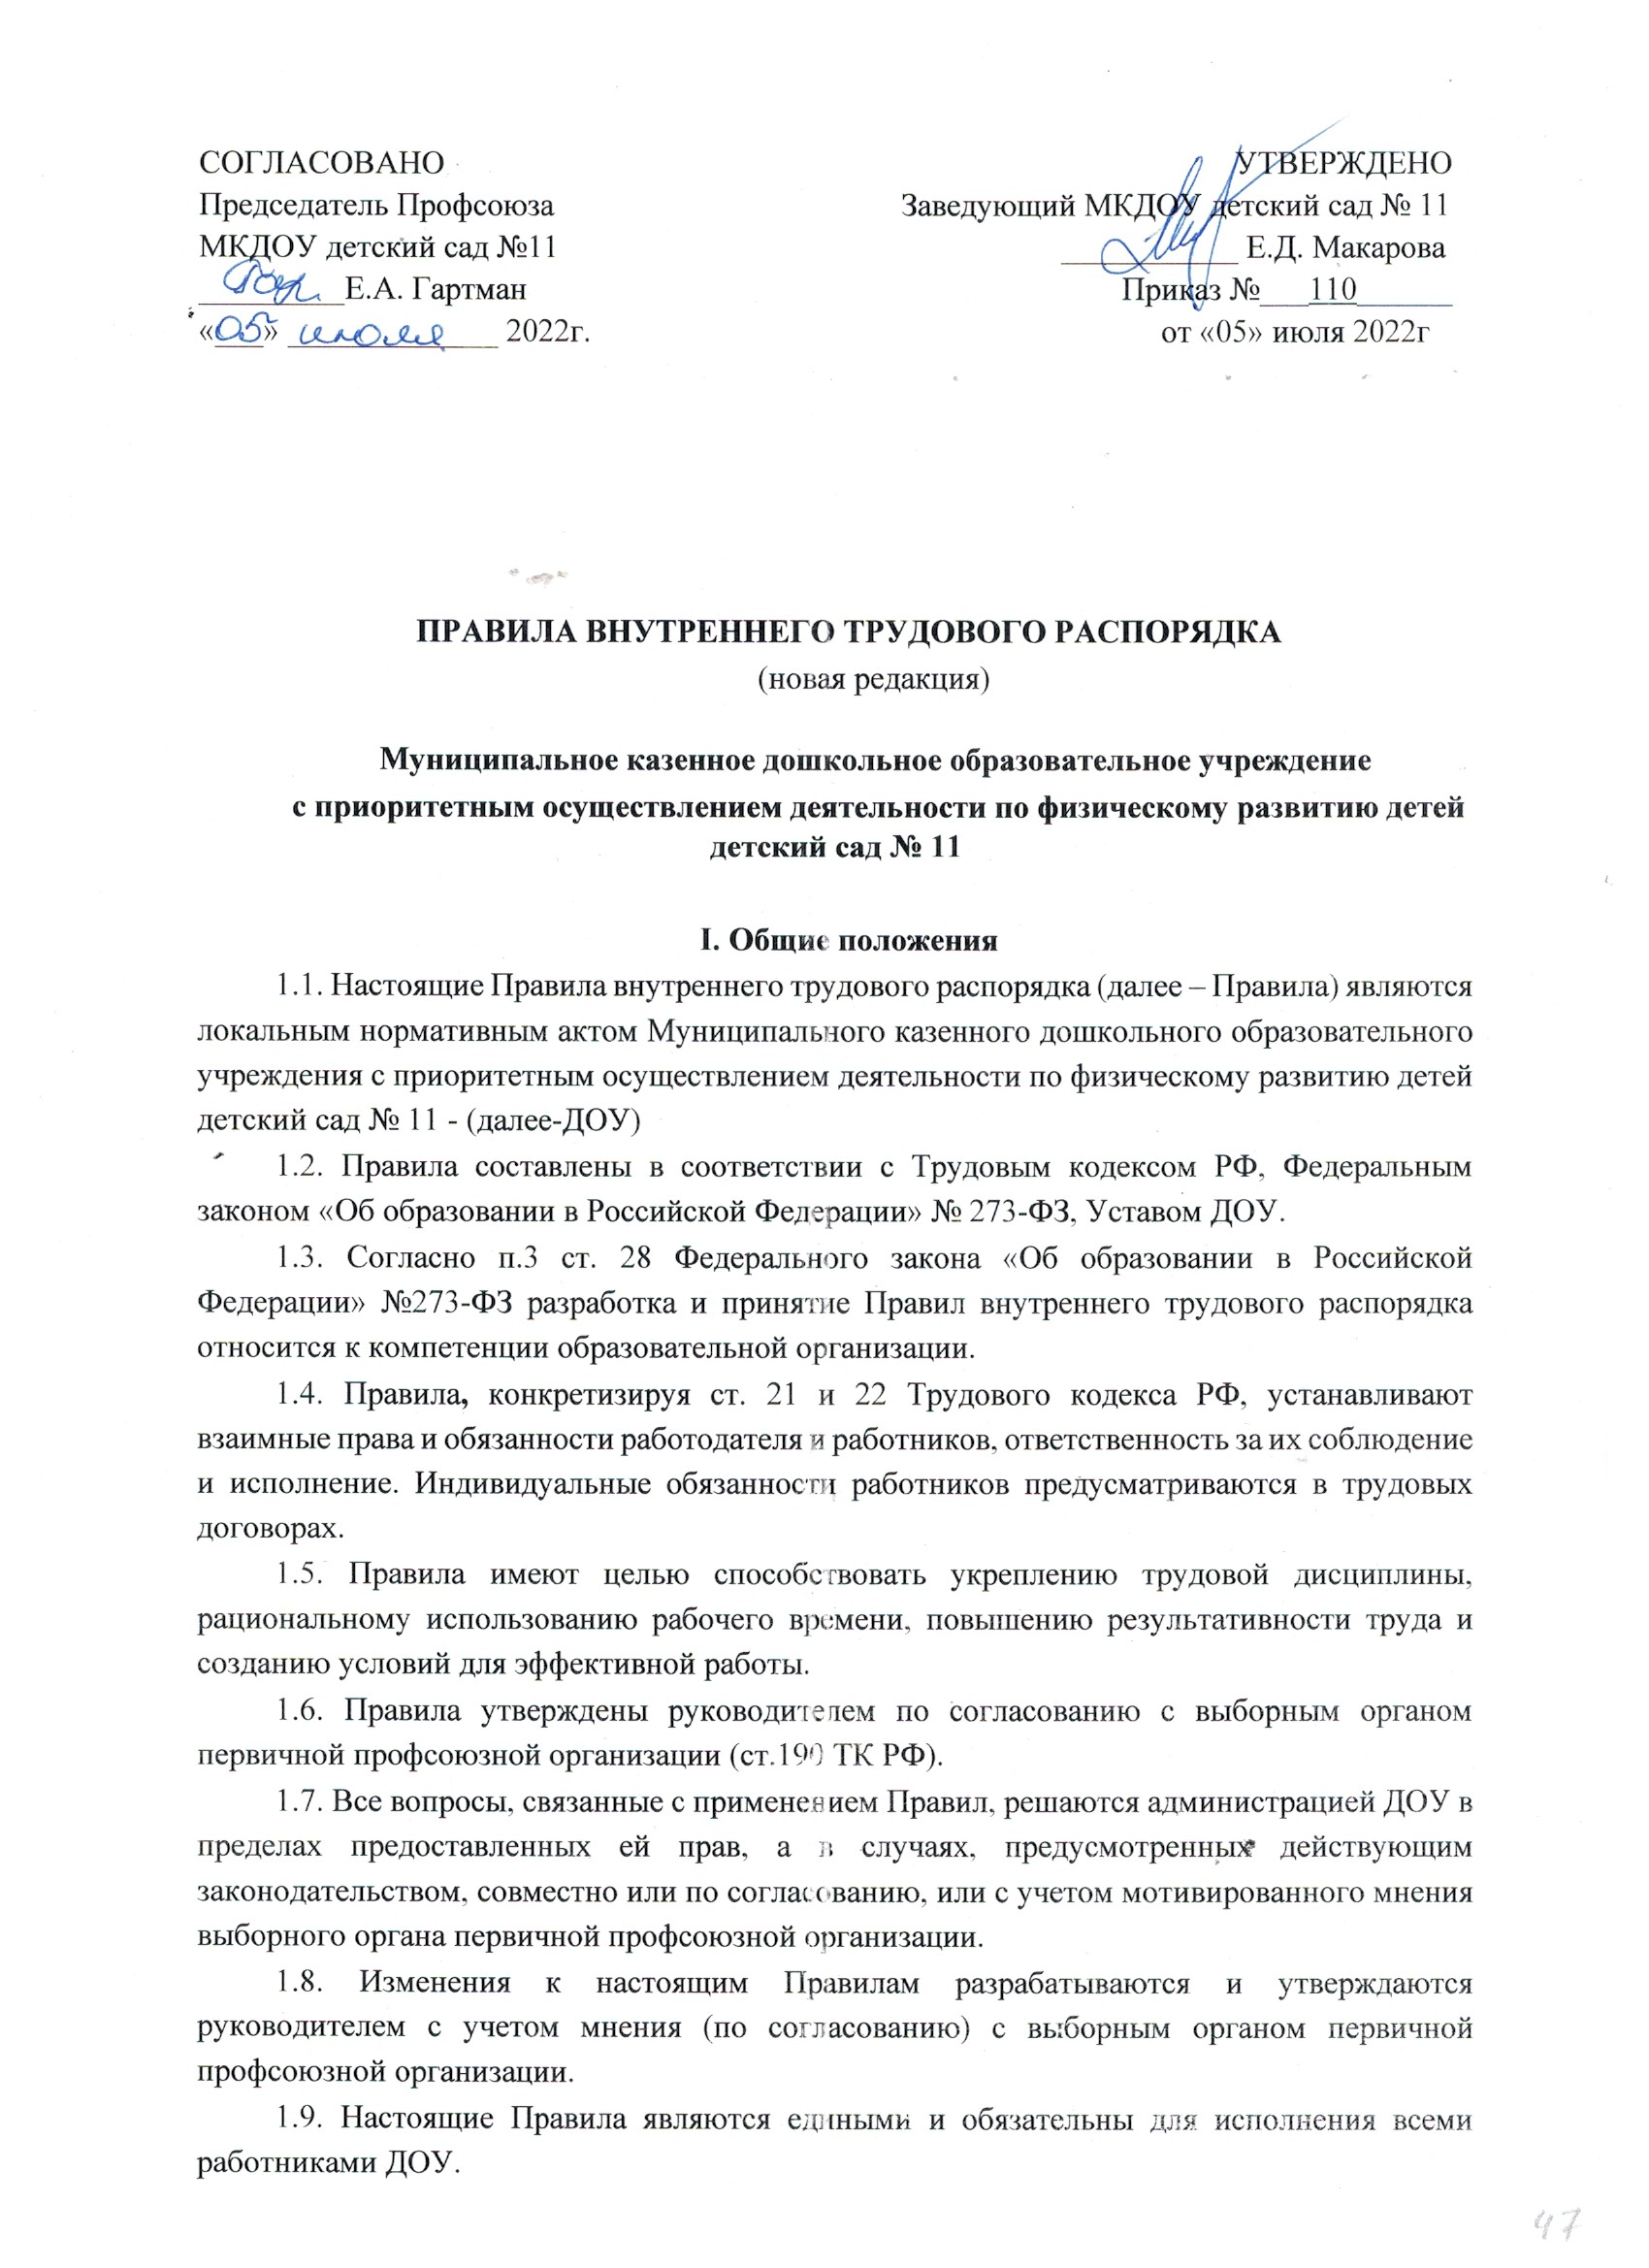 СОГЛАСОВАНО
Председатель Профсоюза
МКДОУ детский сад №11
____________Е.А. Гартман
«05» июля 2022г.
УТВЕРЖДЕНО
Заведующий МКДОУ детский сад № 11
____________ Е.Д. Макарова
Приказ №___110______
от «05» июля 2022г
ПРАВИЛА ВНУТРЕННЕГО ТРУДОВОГО РАСПОРЯДКА
(новая редакция)
Муниципальное казенное дошкольное образовательное учреждение
с приоритетным осуществлением деятельности по физическому развитию детей
детский сад № 11
I. Общие положения
1.1. Настоящие Правила внутреннего трудового распорядка (далее – Правила) являются
локальным нормативным актом Муниципального казенного дошкольного образовательного
учреждения с приоритетным осуществлением деятельности по физическому развитию детей
детский сад № 11 - (далее-ДОУ)
1.2. Правила составлены в соответствии с Трудовым кодексом РФ, Федеральным
законом «Об образовании в Российской Федерации» № 273-ФЗ, Уставом ДОУ.
1.3. Согласно п.3 ст. 28 Федерального закона «Об образовании в Российской
Федерации» №273-ФЗ разработка и принятие Правил внутреннего трудового распорядка
относится к компетенции образовательной организации.
1.4. Правила, конкретизируя ст. 21 и 22 Трудового кодекса РФ, устанавливают
взаимные права и обязанности работодателя и работников, ответственность за их соблюдение
и исполнение. Индивидуальные обязанности работников предусматриваются в трудовых
договорах.
1.5. Правила имеют целью способствовать укреплению трудовой дисциплины,
рациональному использованию рабочего времени, повышению результативности труда и
созданию условий для эффективной работы.
1.6. Правила утверждены руководителем по согласованию с выборным органом
первичной профсоюзной организации (ст.190 ТК РФ).
1.7. Все вопросы, связанные с применением Правил, решаются администрацией ДОУ в
пределах предоставленных ей прав, а в случаях, предусмотренных действующим
законодательством, совместно или по согласованию, или с учетом мотивированного мнения
выборного органа первичной профсоюзной организации.
1.8. Изменения к настоящим Правилам разрабатываются и утверждаются
руководителем с учетом мнения (по согласованию) с выборным органом первичной
профсоюзной организации.
1.9. Настоящие Правила являются едиными и обязательны для исполнения всеми
работниками ДОУ.
47